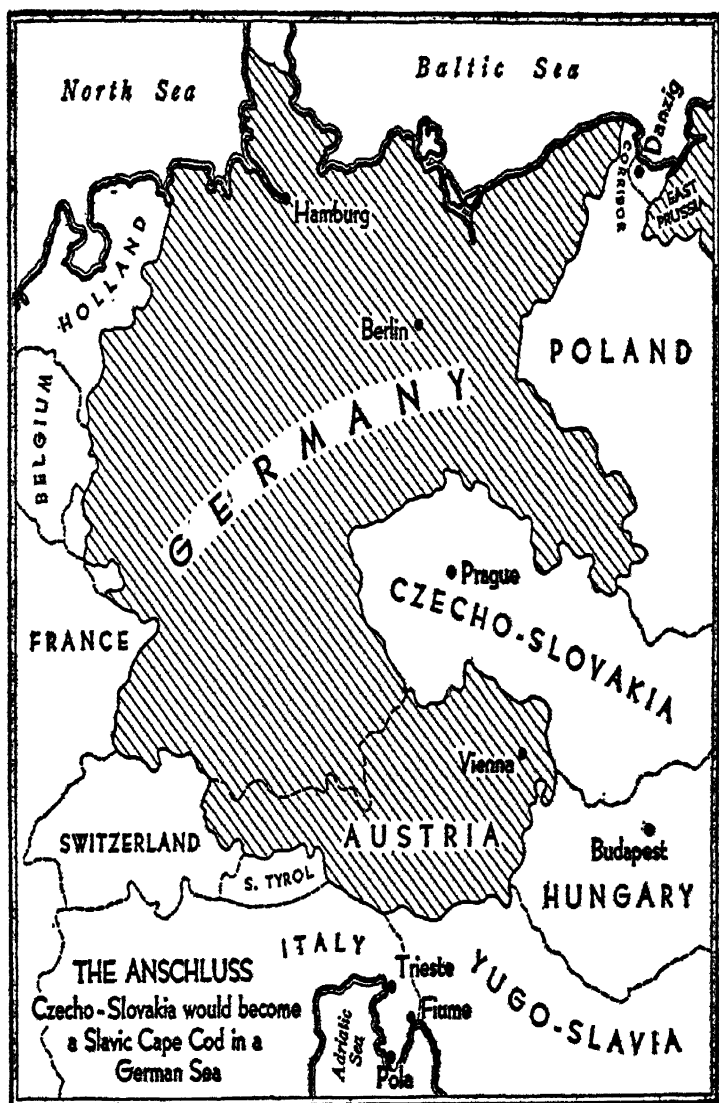 North Sea
Baltic Sea
Danzig
CORRIDOR
EAST
PRUSSIA
Hamburg
HOLLAND
Berlin
POLAND
BELGIUM
GERMANY
Prague
CZECHO-SLOVAKIA
FRANCE
Vienna
SWITZERLAND
AUSTRIA
Budapest
S. TYROL
HUNGARY
ITALY
THE ANSCHLUSS
Czecho-Slovakia would become
a Slavic Cape Cod in a
German Sea
Trieste
YUGO-SLAVIA
Fiume
Adriatic
Sea
Pola